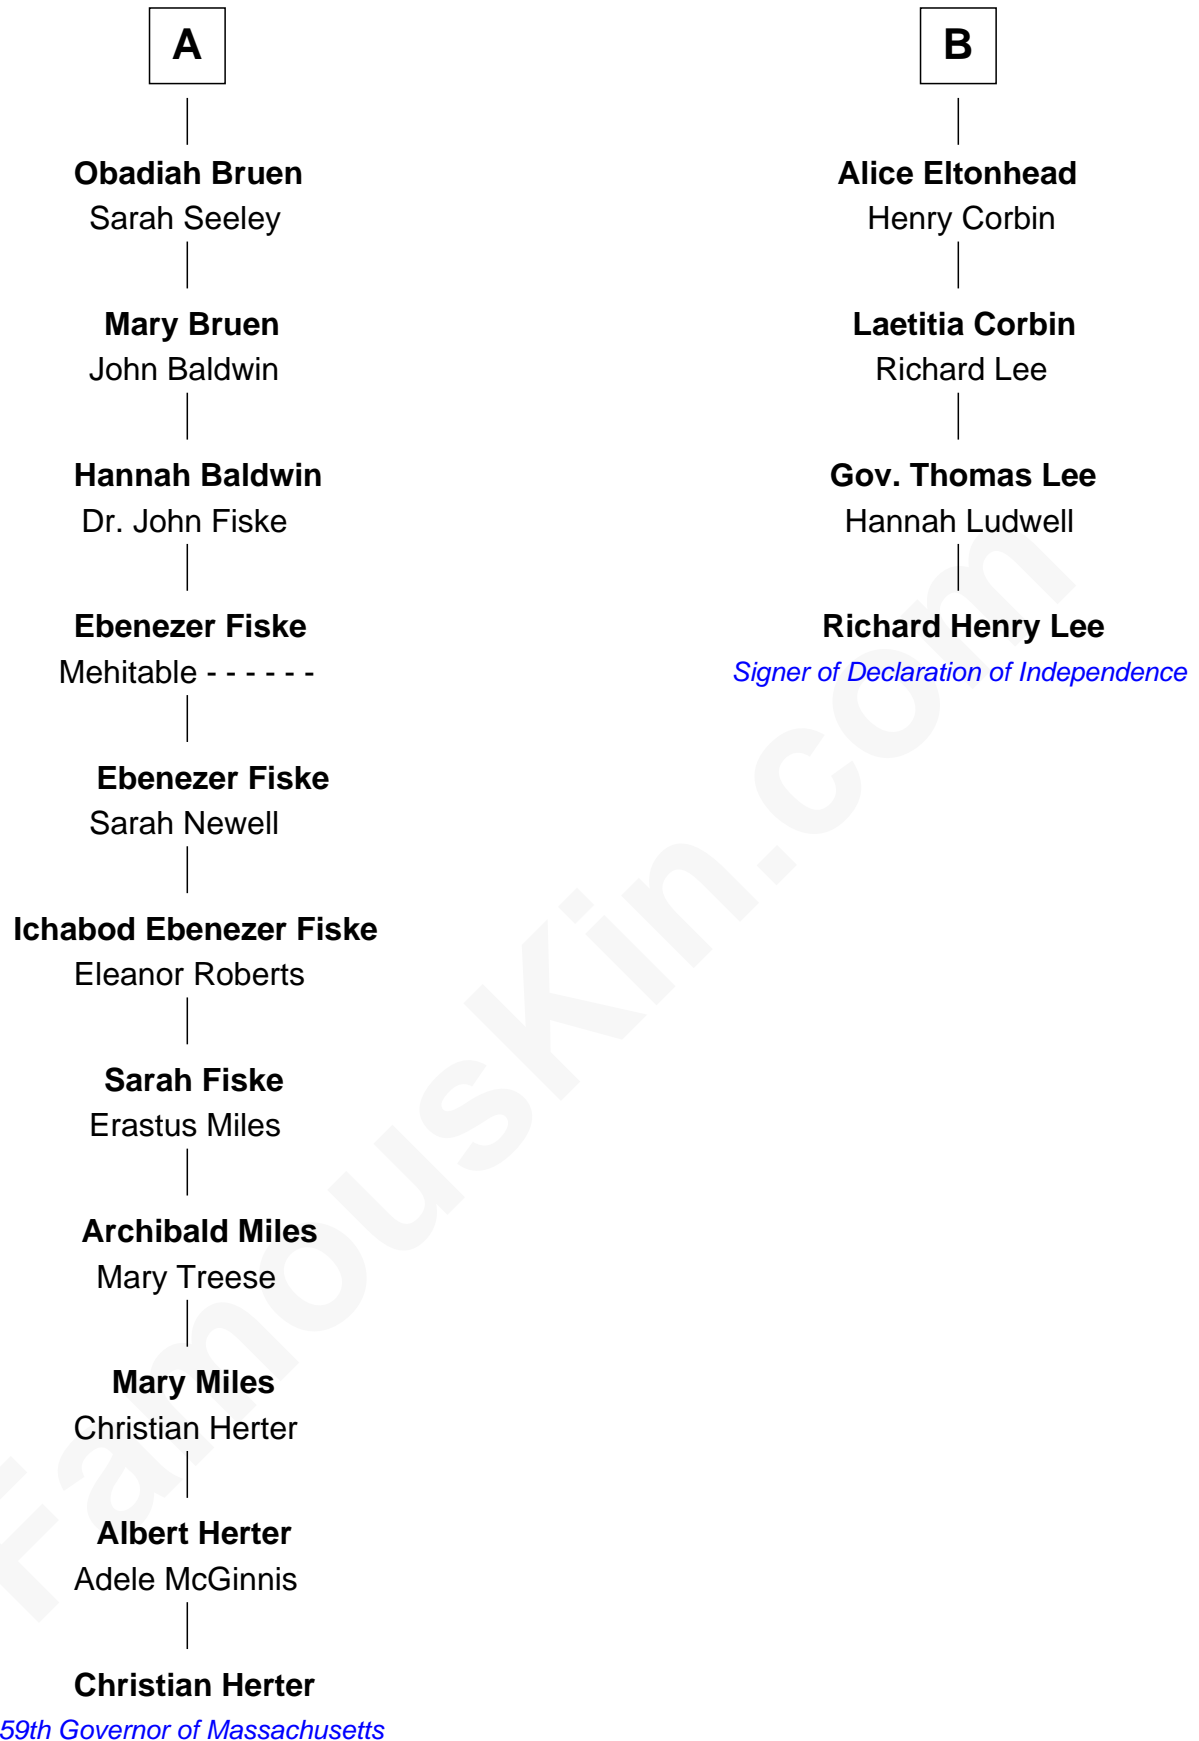 A
Obadiah Bruen
Sarah Seeley
Mary Bruen
John Baldwin
Hannah Baldwin
Dr. John Fiske
Ebenezer Fiske
Mehitable - - - - - -
Ebenezer Fiske
Sarah Newell
Ichabod Ebenezer Fiske
Eleanor Roberts
Sarah Fiske
Erastus Miles
Archibald Miles
Mary Treese
Mary Miles
Christian Herter
Albert Herter
Adele McGinnis
Christian Herter
59th Governor of Massachusetts
B
Alice Eltonhead
Henry Corbin
Laetitia Corbin
Richard Lee
Gov. Thomas Lee
Hannah Ludwell
Richard Henry Lee
Signer of Declaration of Independence
FamousKin.com